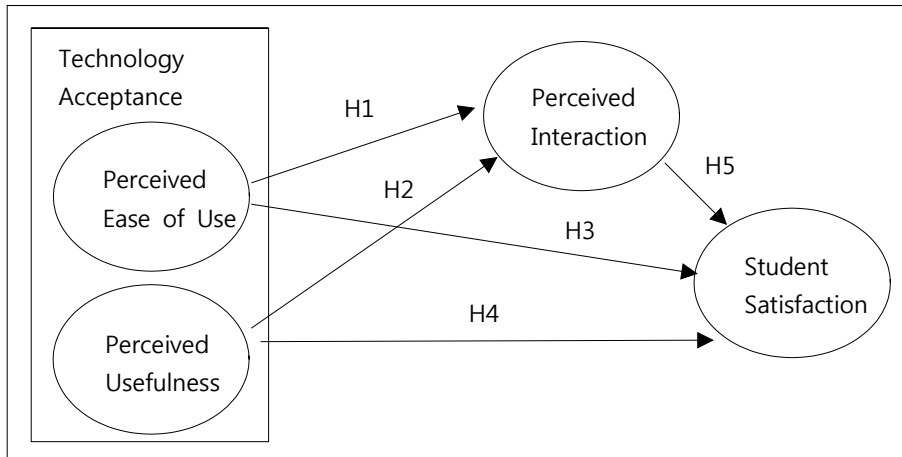 Technology
Acceptance
Perceived
Ease of Use
Perceived
Usefulness
H1
H2
H3
H4
Perceived
Interaction
H5
Student
Satisfaction